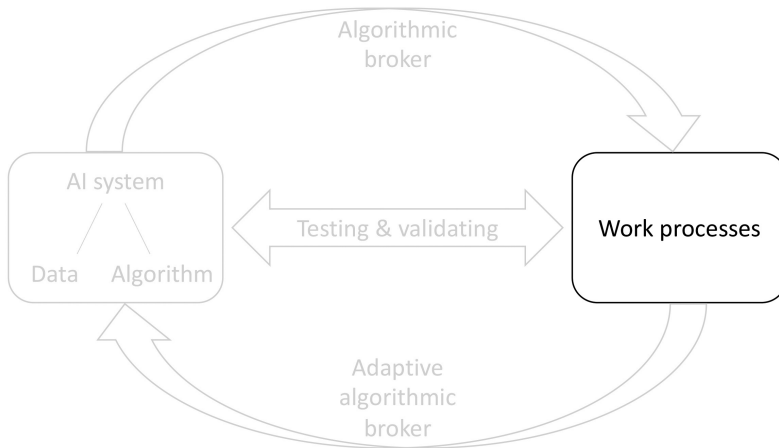 Algorithmic
broker
AI system
Data Algorithm
Testing & validating
Work processes
Adaptive
algorithmic
broker